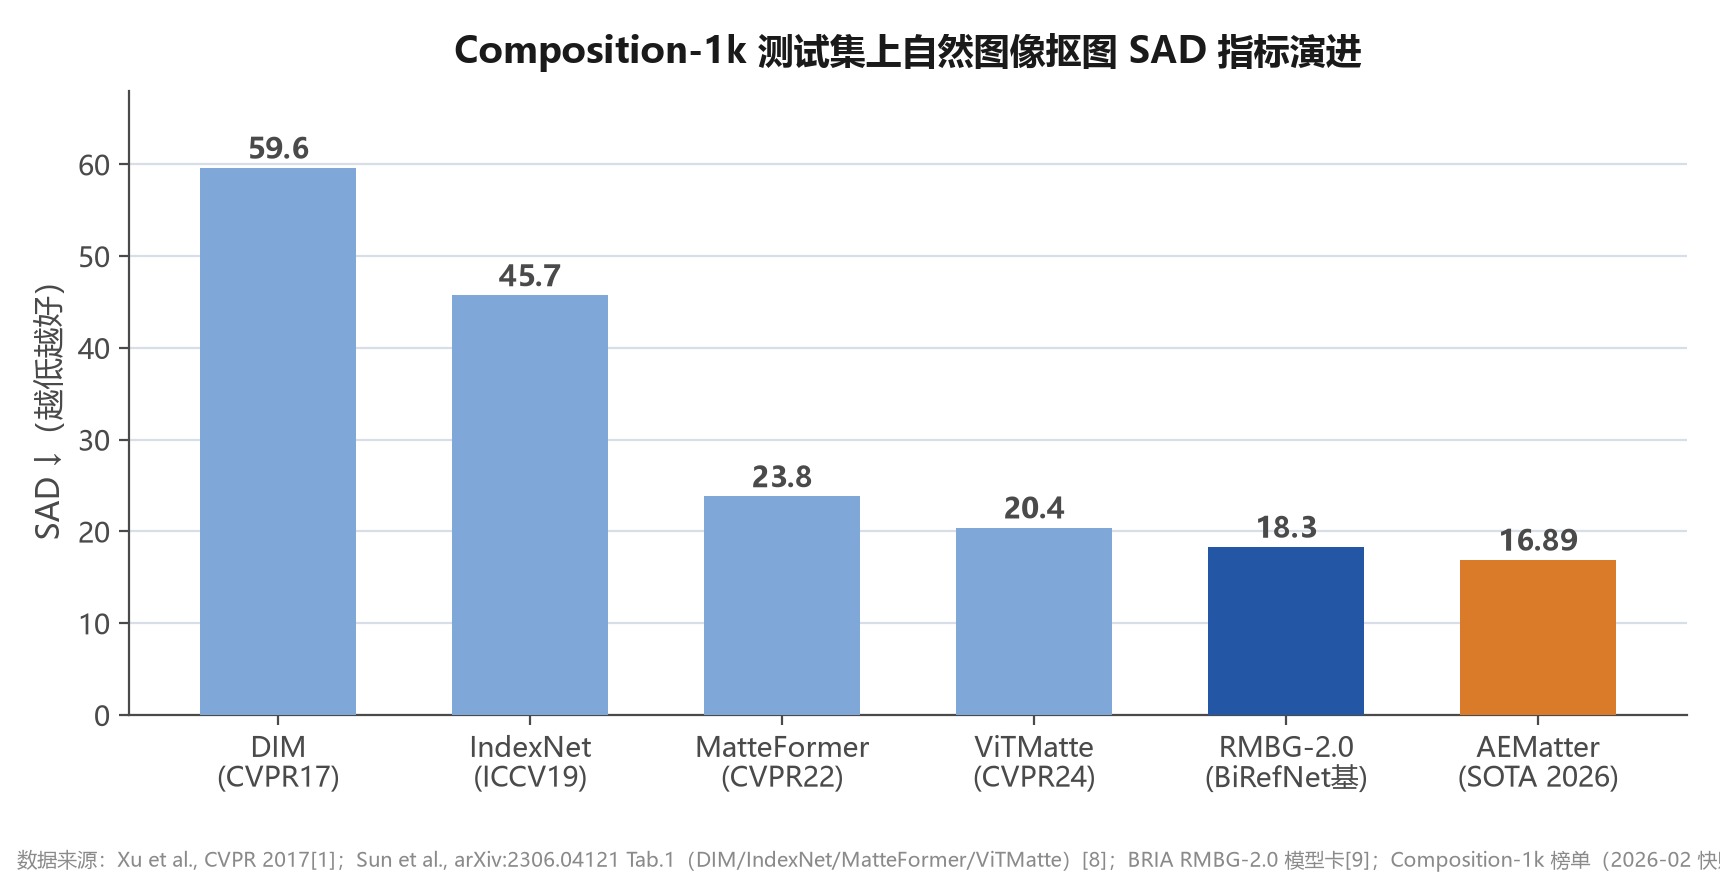 Composition-1k 测试集上自然图像抠图 SAD 指标演进
SAD ↓（越低越好）
60
50
40
30
20
10
0
59.6
45.7
23.8
20.4
18.3
16.89
DIM
(CVPR17)
IndexNet
(ICCV19)
MatteFormer
(CVPR22)
ViTMatte
(CVPR24)
RMBG-2.0
(BiRefNet基)
AEMatter
(SOTA 2026)
数据来源：Xu et al., CVPR 2017[1]；Sun et al., arXiv:2306.04121 Tab.1（DIM/IndexNet/MatteFormer/ViTMatte）[8]；BRIA RMBG-2.0 模型卡[9]；Composition-1k 榜单（2026-02 快